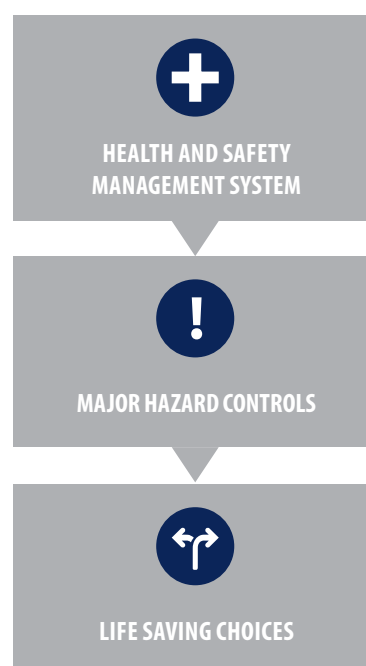 HEALTH AND SAFETY
MANAGEMENT SYSTEM
!
MAJOR HAZARD CONTROLS
LIFE SAVING CHOICES